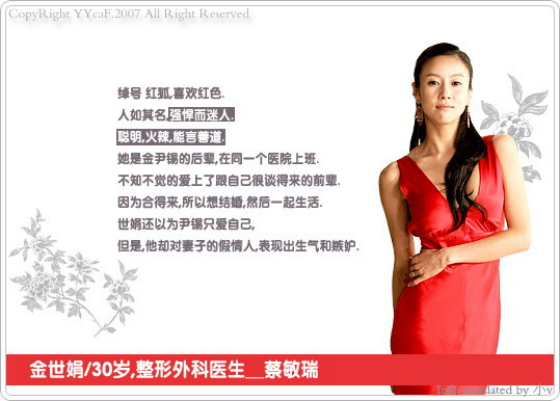 CopyRight YYcaF.2007 All Right Reserved
绰号 红狐,喜欢红色.
人如其名,强悍而迷人.
聪明,火辣,能言善道.
她是金尹锡的后辈,在同一个医院上班.
不知不觉的爱上了跟自己很谈得来的前辈.
因为合得来,所以想结婚,然后一起生活.
世娟还以为尹锡只爱自己,
但是,他却对妻子的假情人,表现出生气和嫉妒.
金世娟/30岁,整形外科医生__蔡敏瑞
translated by 小v